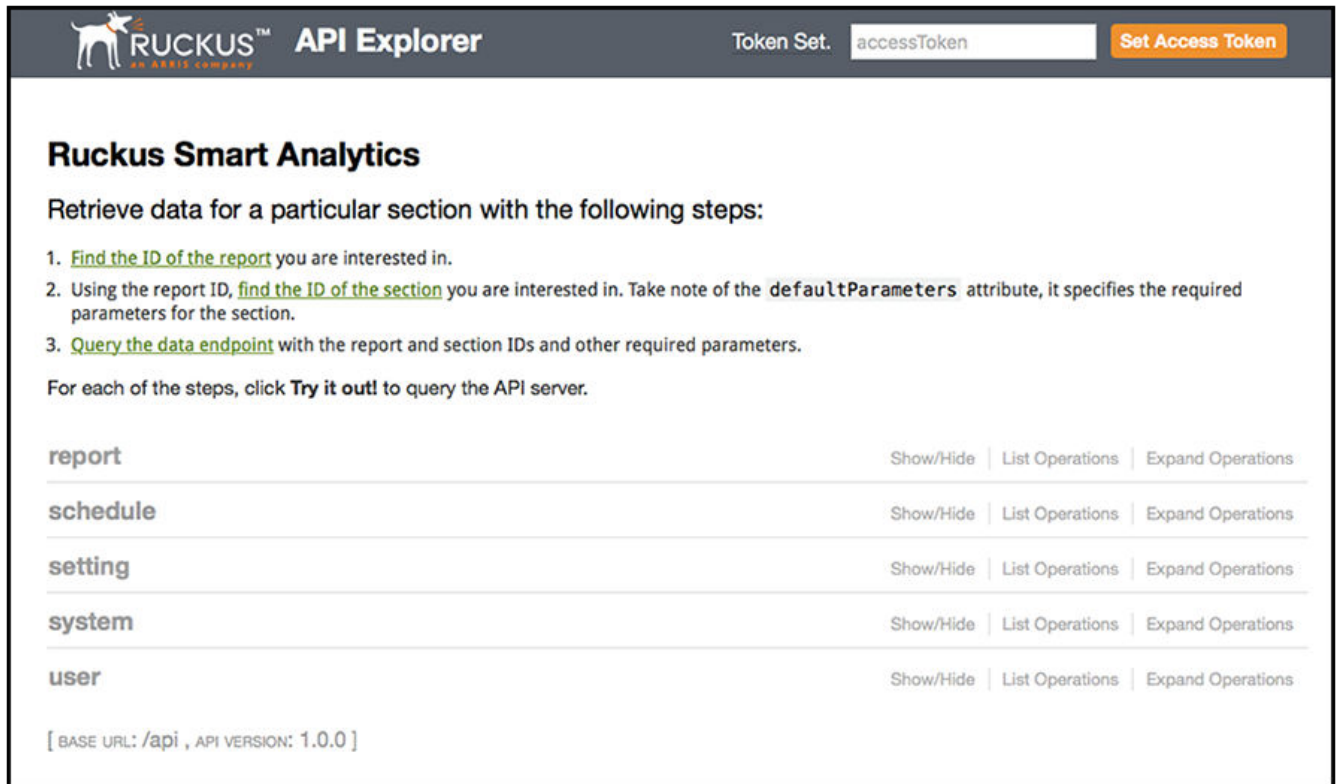 RUCKUS™ API Explorer Token Set. accessToken Set Access Token
an ARRIS company
Ruckus Smart Analytics
Retrieve data for a particular section with the following steps:
1. Find the ID of the report you are interested in.
2. Using the report ID, find the ID of the section you are interested in. Take note of the defaultParameters attribute, it specifies the required
parameters for the section.
3. Query the data endpoint with the report and section IDs and other required parameters.
For each of the steps, click Try it out! to query the API server.
report Show/Hide | List Operations | Expand Operations
schedule Show/Hide | List Operations | Expand Operations
setting Show/Hide | List Operations | Expand Operations
system Show/Hide | List Operations | Expand Operations
user Show/Hide | List Operations | Expand Operations
[ BASE URL: /api , API VERSION: 1.0.0 ]